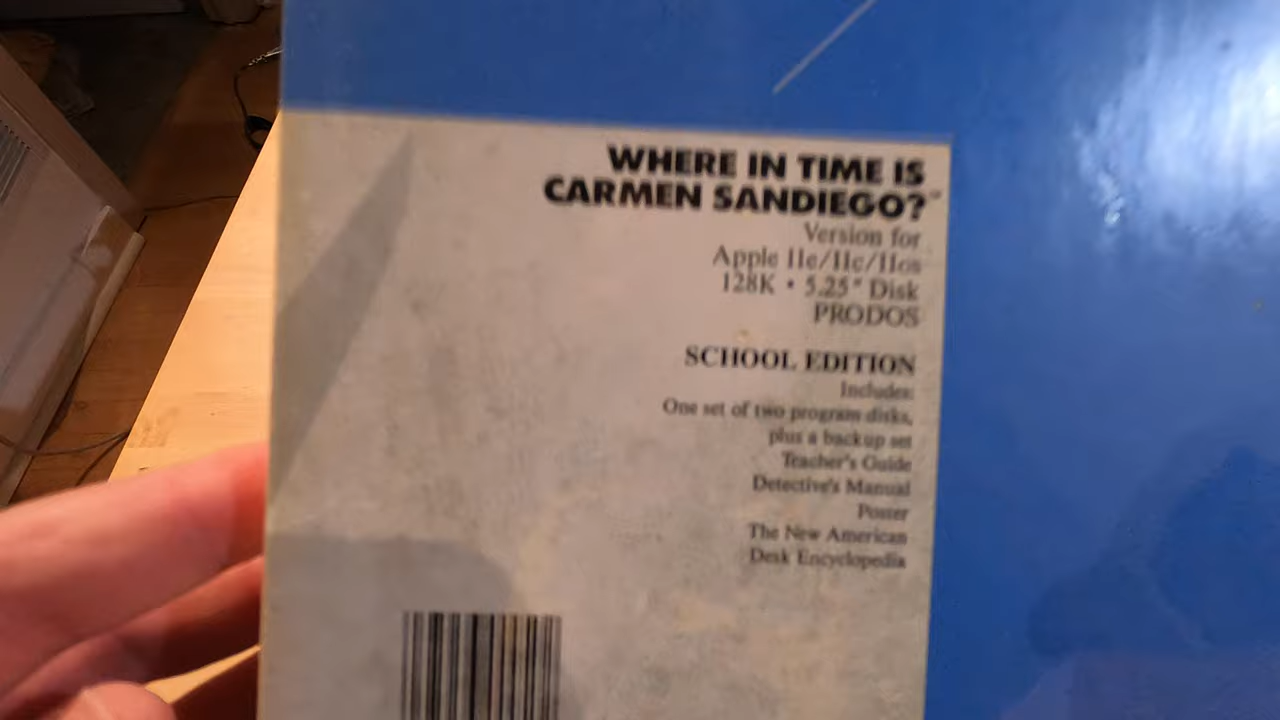 WHERE IN TIME IS
CARMEN SANDIEGO?™
Version for
Apple IIe/IIc/IIGS
128K • 5.25" Disk
PRODOS
SCHOOL EDITION
Includes:
One set of two program disks,
plus a backup set
Teacher's Guide
Detective's Manual
Poster
The New American
Desk Encyclopedia